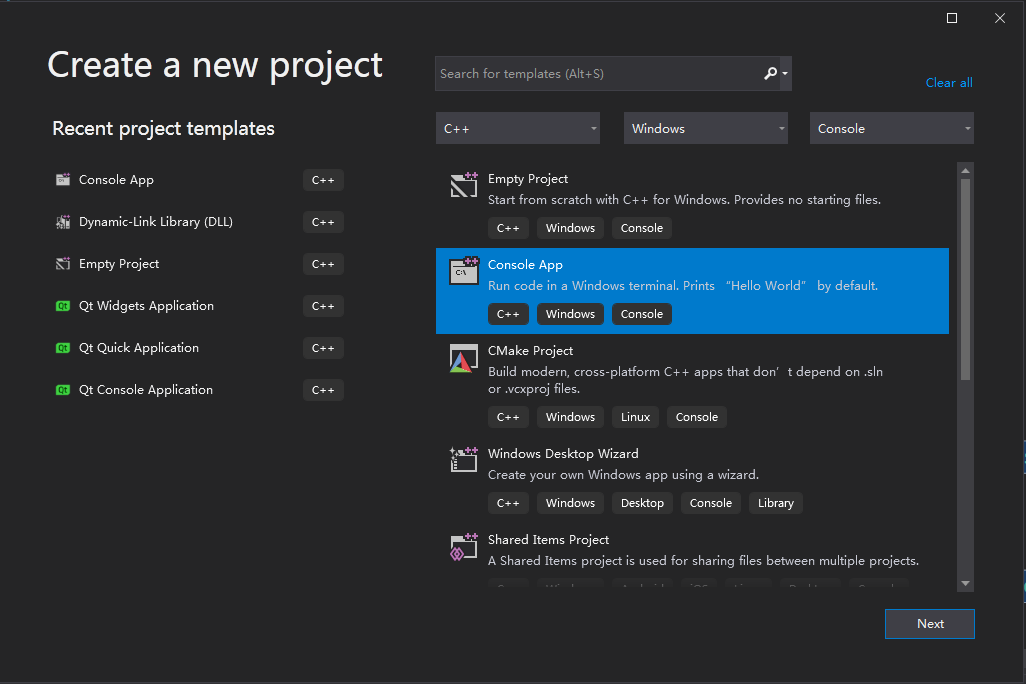 Create a new project
Search for templates (Alt+S)
Clear all
Recent project templates
C++ Windows Console
Console App C++
Dynamic-Link Library (DLL) C++
Empty Project C++
Qt Widgets Application C++
Qt Quick Application C++
Qt Console Application C++
Empty Project
Start from scratch with C++ for Windows. Provides no starting files.
C++ Windows Console
Console App
Run code in a Windows terminal. Prints “Hello World” by default.
C++ Windows Console
CMake Project
Build modern, cross-platform C++ apps that don’t depend on .sln
or .vcxproj files.
C++ Windows Linux Console
Windows Desktop Wizard
Create your own Windows app using a wizard.
C++ Windows Desktop Console Library
Shared Items Project
A Shared Items project is used for sharing files between multiple projects.
Next